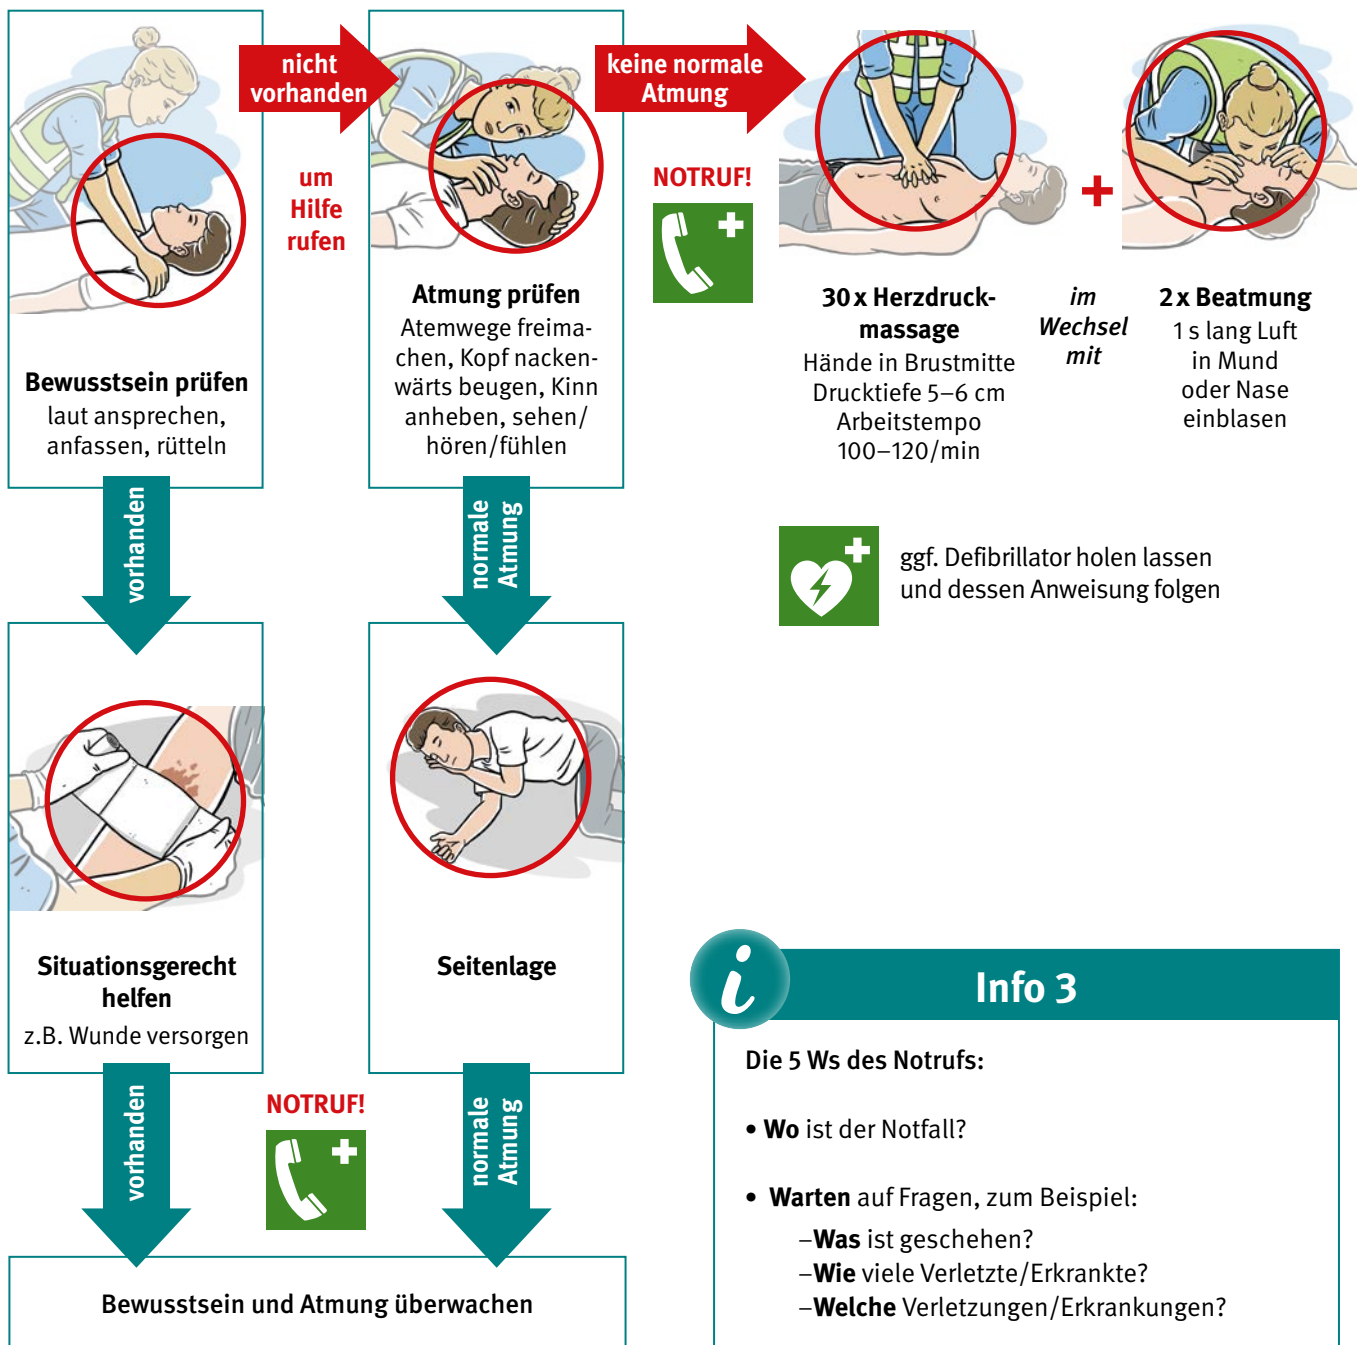 nicht
vorhanden
um
Hilfe
rufen
keine normale
Atmung
NOTRUF!
Bewusstsein prüfen
laut ansprechen,
anfassen, rütteln
Atmung prüfen
Atemwege freima-
chen, Kopf nacken-
wärts beugen, Kinn
anheben, sehen/
hören/fühlen
30 x Herzdruck-
massage
Hände in Brustmitte
Drucktiefe 5–6 cm
Arbeitstempo
100–120/min
+
im
Wechsel
mit
2 x Beatmung
1 s lang Luft
in Mund
oder Nase
einblasen
vorhanden
normale
Atmung
ggf. Defibrillator holen lassen
und dessen Anweisung folgen
Situationsgerecht
helfen
z.B. Wunde versorgen
Seitenlage
vorhanden
NOTRUF!
normale
Atmung
Bewusstsein und Atmung überwachen
i
Info 3
Die 5 Ws des Notrufs:
• Wo ist der Notfall?
• Warten auf Fragen, zum Beispiel:
–Was ist geschehen?
–Wie viele Verletzte/Erkrankte?
–Welche Verletzungen/Erkrankungen?